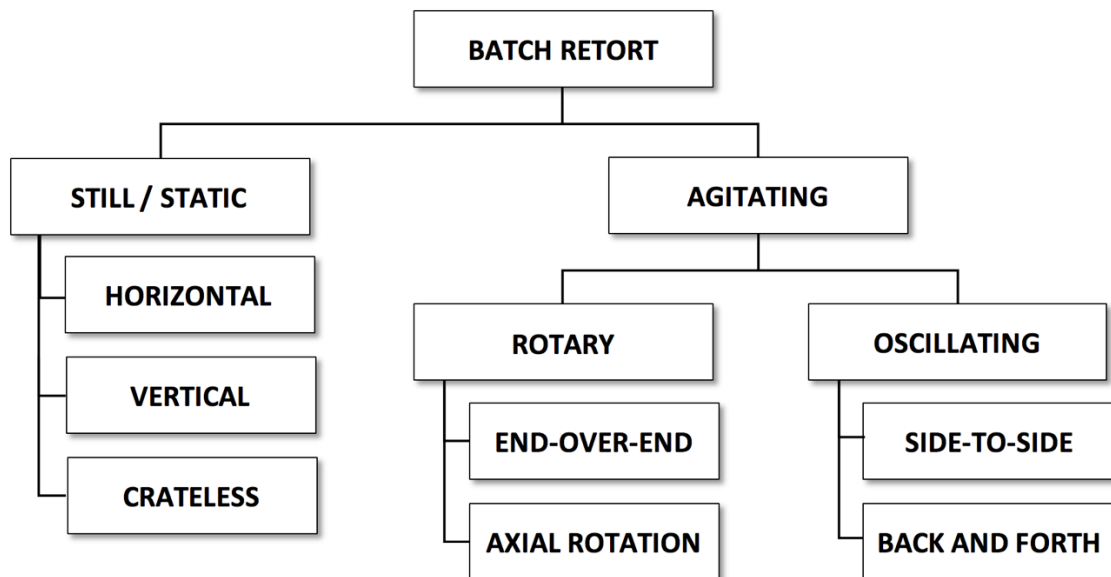 BATCH RETORT
STILL / STATIC
AGITATING
HORIZONTAL
VERTICAL
CRATELESS
ROTARY
OSCILLATING
END-OVER-END
SIDE-TO-SIDE
AXIAL ROTATION
BACK AND FORTH